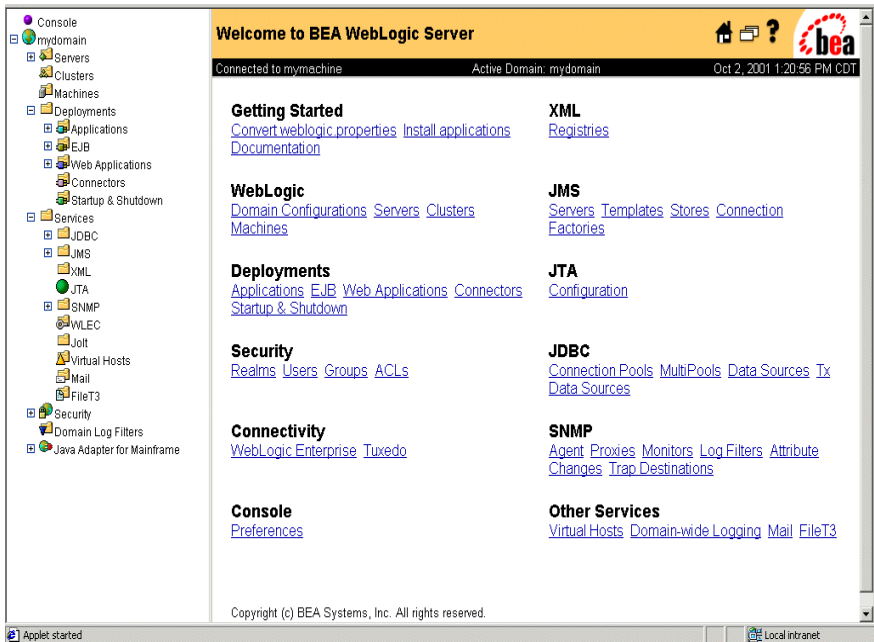 Console
mydomain
Servers
Clusters
Machines
Deployments
Applications
EJB
Web Applications
Connectors
Startup & Shutdown
Services
JDBC
JMS
XML
JTA
SNMP
WLEC
Jolt
Virtual Hosts
Mail
FileT3
Security
Domain Log Filters
Java Adapter for Mainframe
Welcome to BEA WebLogic Server
?
bea
Connected to mymachine Active Domain: mydomain Oct 2, 2001 1:20:56 PM CDT
Getting Started
Convert weblogic.properties Install applications
Documentation
XML
Registries
WebLogic
Domain Configurations Servers Clusters
Machines
JMS
Servers Templates Stores Connection
Factories
Deployments
Applications EJB Web Applications Connectors
Startup & Shutdown
JTA
Configuration
Security
Realms Users Groups ACLs
JDBC
Connection Pools MultiPools Data Sources Tx
Data Sources
Connectivity
WebLogic Enterprise Tuxedo
SNMP
Agent Proxies Monitors Log Filters Attribute
Changes Trap Destinations
Console
Preferences
Other Services
Virtual Hosts Domain-wide Logging Mail FileT3
Copyright (c) BEA Systems, Inc. All rights reserved.
Applet started Local intranet